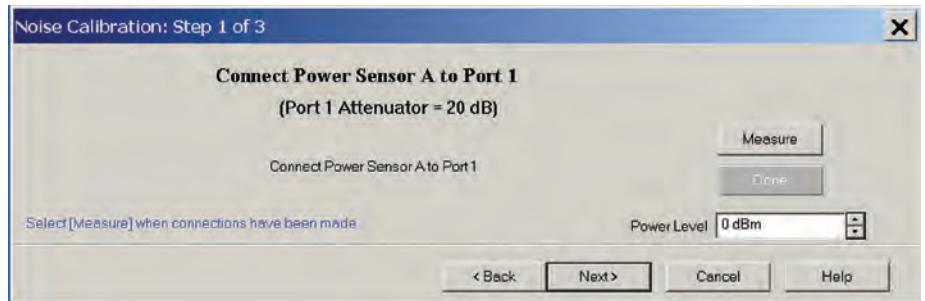 Noise Calibration: Step 1 of 3
Connect Power Sensor A to Port 1
(Port 1 Attenuator = 20 dB)
Connect Power Sensor A to Port 1
Measure
Done
Select [Measure] when connections have been made
Power Level 0 dBm
< Back Next > Cancel Help